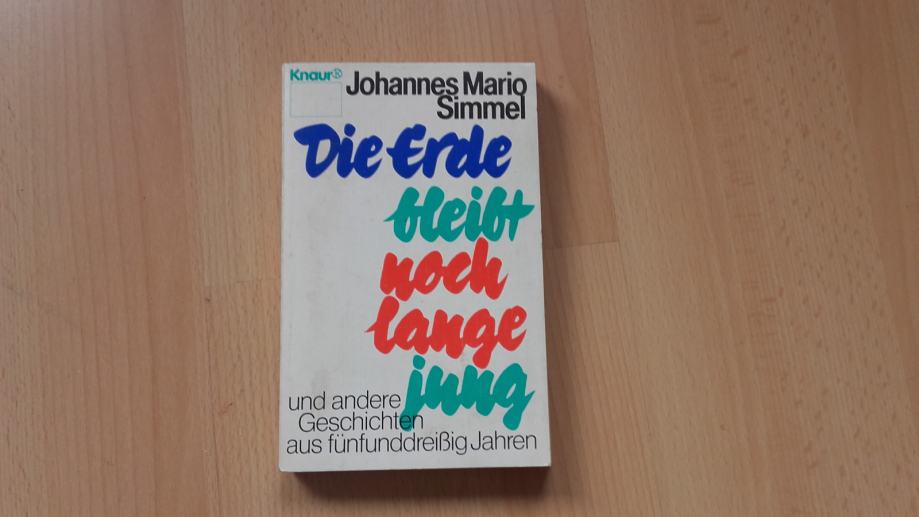 Knaur®
Johannes Mario
Simmel
Die Erde
bleibt
noch
lange
jung
und andere
Geschichten
aus fünfunddreißig Jahren